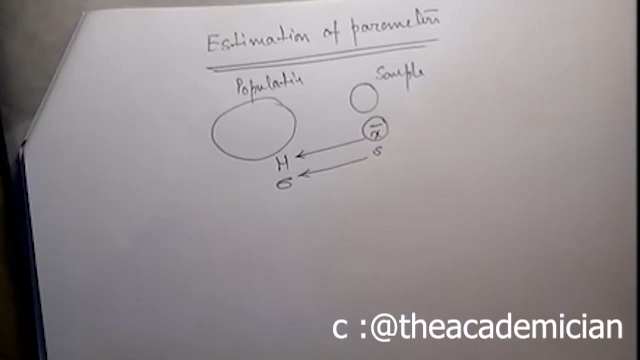 Estimation of parameters
Population Sample
x̄
μ s
σ
c :@theacademician